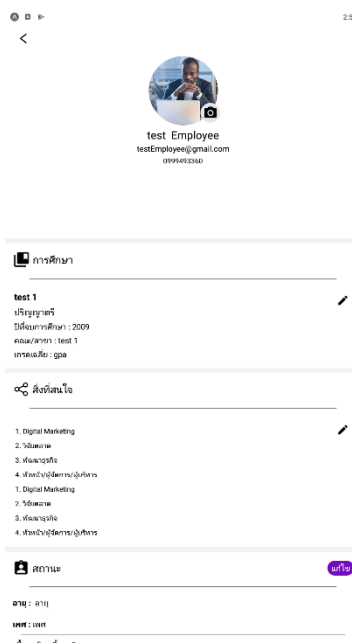 test Employee
testEmployee@gmail.com
0999493360
การศึกษา
test 1
ปริญญาตรี
ปีที่จบการศึกษา : 2009
คณะ/สาขา : test 1
เกรดเฉลี่ย : gpa
สิ่งที่สนใจ
1. Digital Marketing
2. วิจัยตลาด
3. พัฒนาธุรกิจ
4. หัวหน้า/ผู้จัดการ/ผู้บริหาร
1. Digital Marketing
2. วิจัยตลาด
3. พัฒนาธุรกิจ
4. หัวหน้า/ผู้จัดการ/ผู้บริหาร
สถานะ
แก้ไข
อายุ : อายุ
เพศ : เพศ